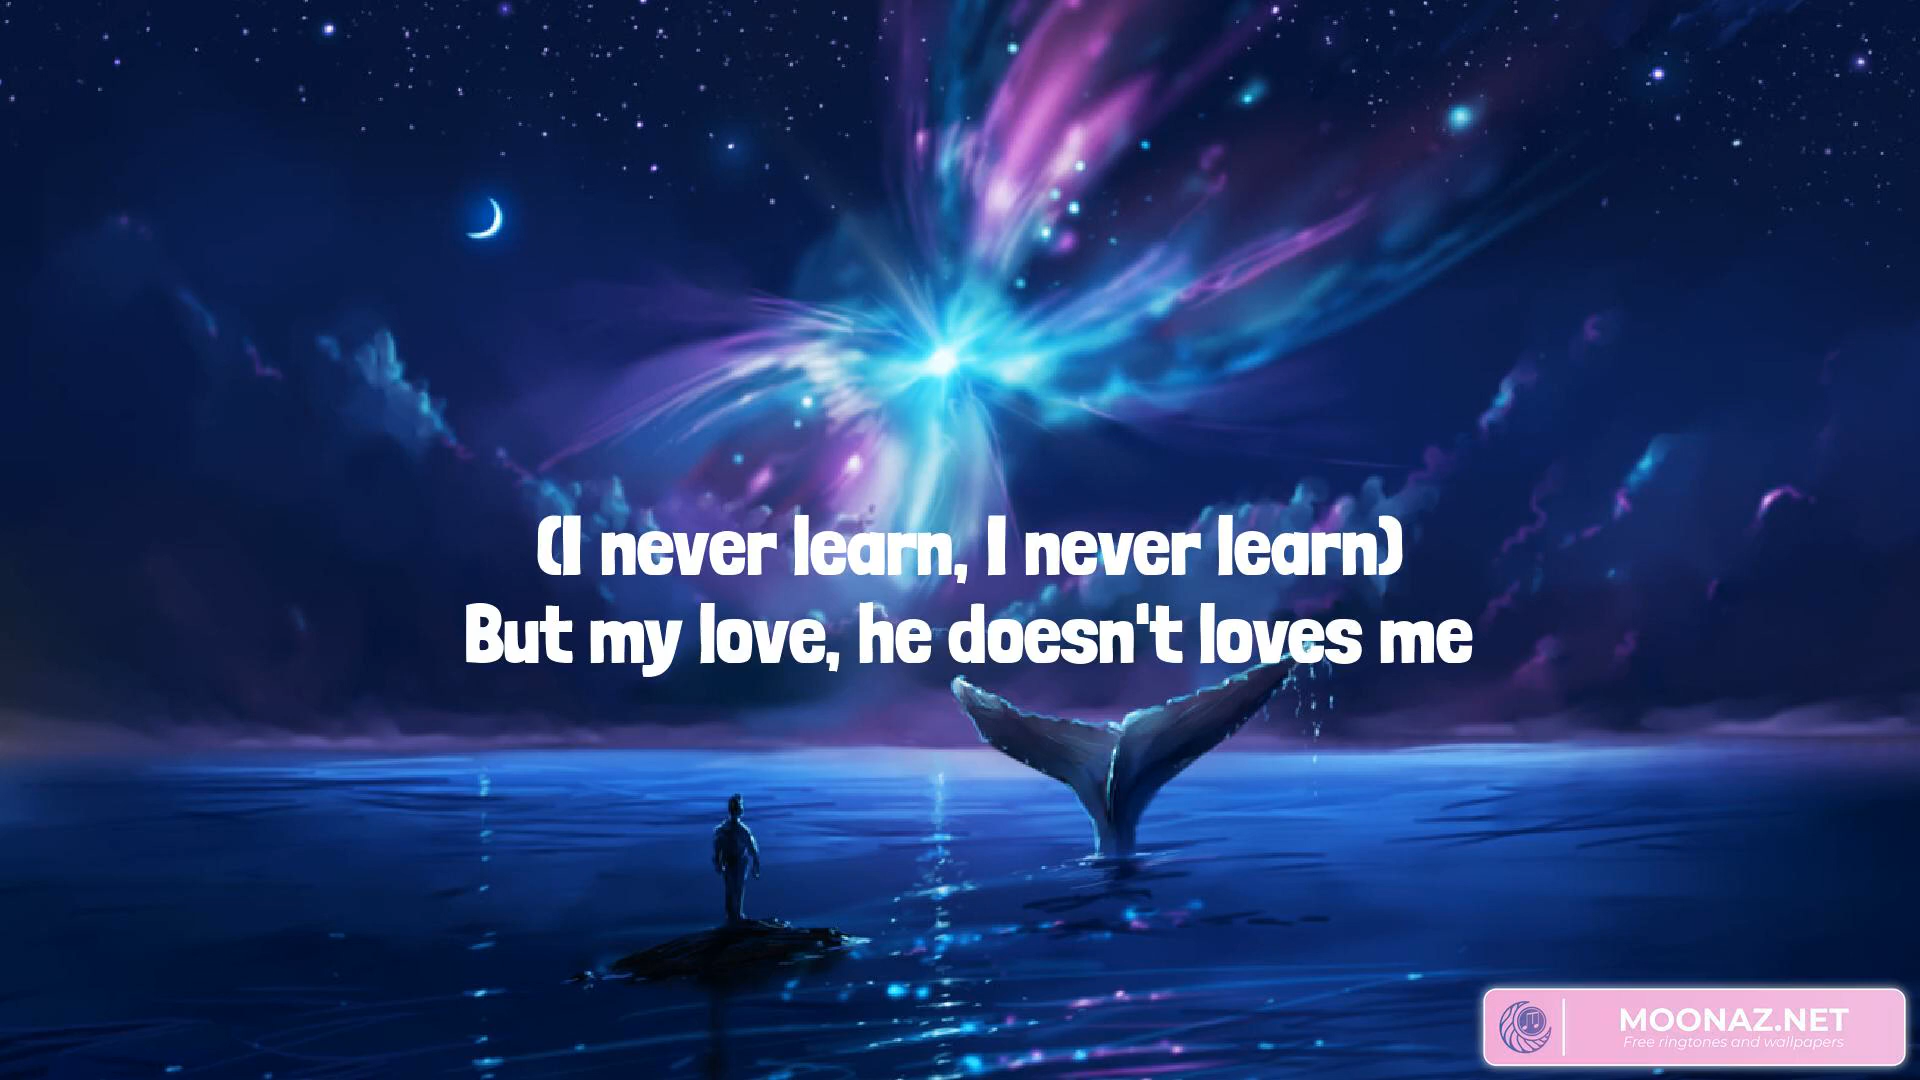 (I never learn, I never learn)
But my love, he doesn't loves me
MOONAZ.NET
Free ringtones and wallpapers